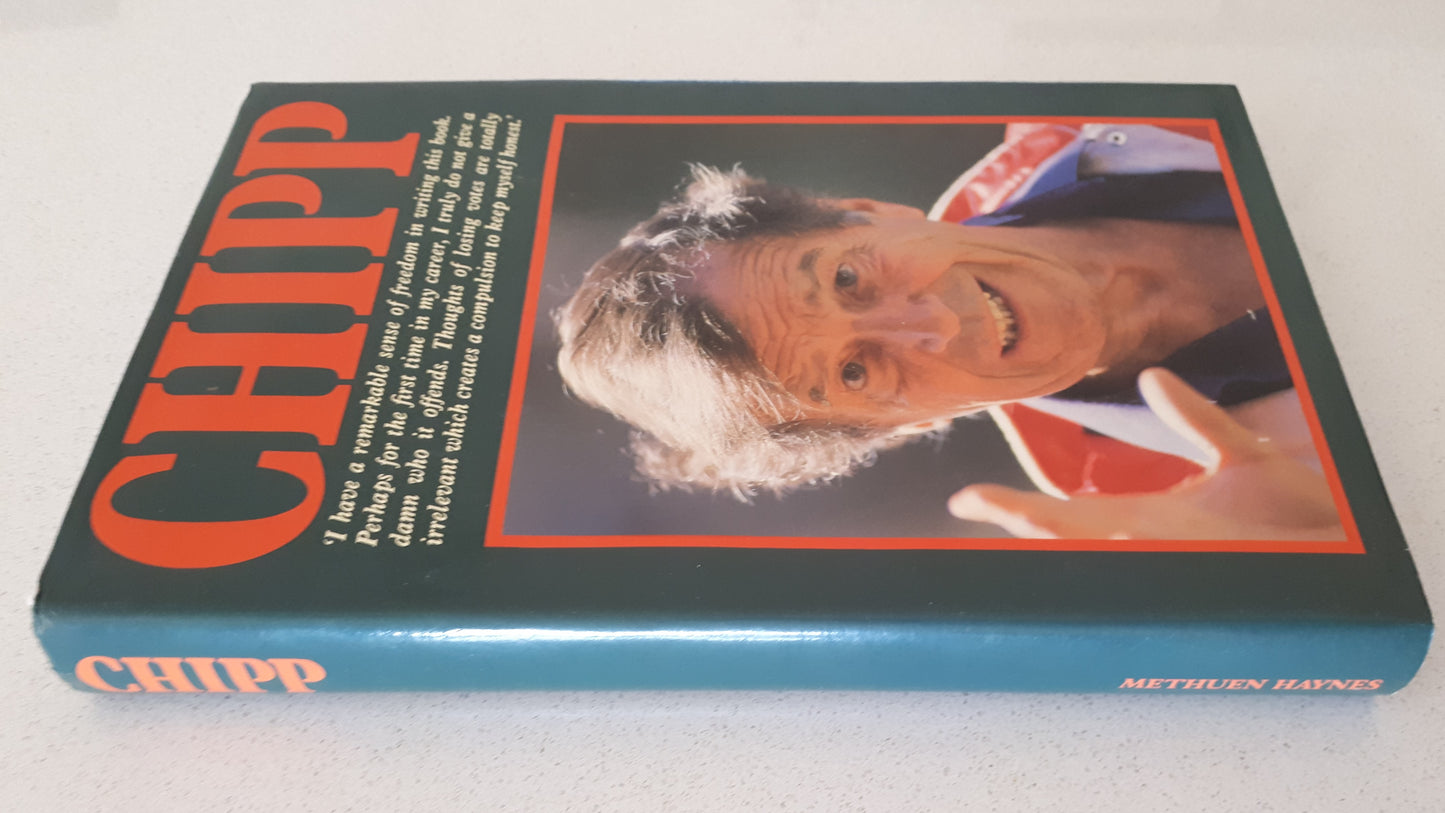 CHIPP
'I have a remarkable sense of freedom in writing this book.
Perhaps for the first time in my career, I truly do not give a
damn who it offends. Thoughts of losing votes are totally
irrelevant which creates a compulsion to keep myself honest.'
CHIPP
METHUEN HAYNES